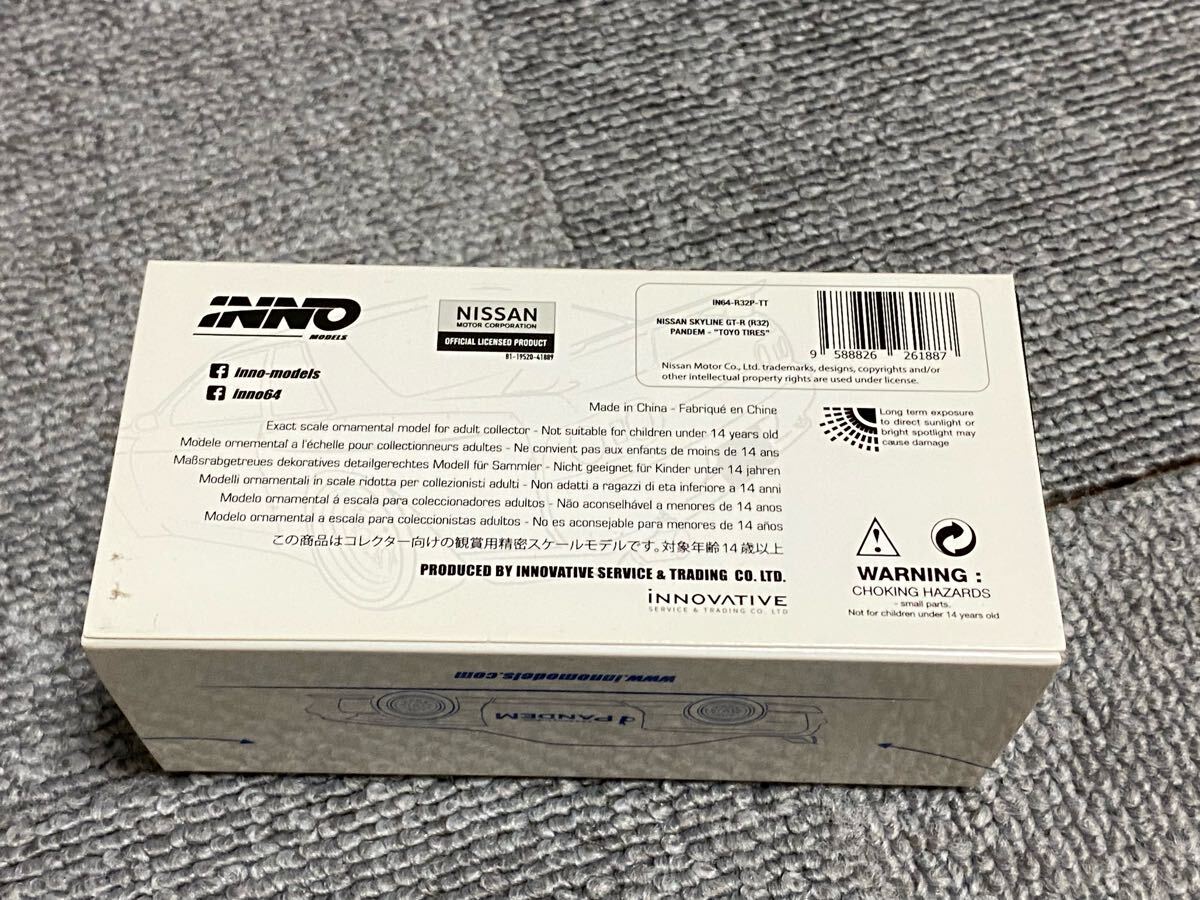 INNO
MODELS
Inno-models
inno64
NISSAN
MOTOR CORPORATION
OFFICIAL LICENSED PRODUCT
81-19520-41889
IN64-R32P-TT
NISSAN SKYLINE GT-R (R32)
PANDEM - "TOYO TIRES"
9 588826 261887
Nissan Motor Co., Ltd. trademarks, designs, copyrights and/or
other intellectual property rights are used under license.
Made in China - Fabriqué en Chine
Exact scale ornamental model for adult collector - Not suitable for children under 14 years old
Modele ornemental a l'échelle pour collectionneurs adultes - Ne convient pas aux enfants de moins de 14 ans
Maßsrabgetreues dekoratives detailgerechtes Modell für Sammler - Nicht geeignet für Kinder unter 14 jahren
Modelli ornamentali in scale ridotta per collezionisti adulti - Non adatti a ragazzi di eta inferiore a 14 anni
Modelo ornamental á escala para coleccionadores adultos - Não aconselhável a menores de 14 anos
Modelo ornamental a escala para coleccionistas adultos - No es aconsejable para menores de 14 años
この商品はコレクター向けの観賞用精密スケールモデルです。対象年齢14歳以上
PRODUCED BY INNOVATIVE SERVICE & TRADING CO. LTD.
INNOVATIVE
SERVICE & TRADING CO. LTD
Long term exposure
to direct sunlight or
bright spotlight may
cause damage
WARNING :
CHOKING HAZARDS
- small parts.
Not for children under 14 years old
www.innomodels.com
PANDEM